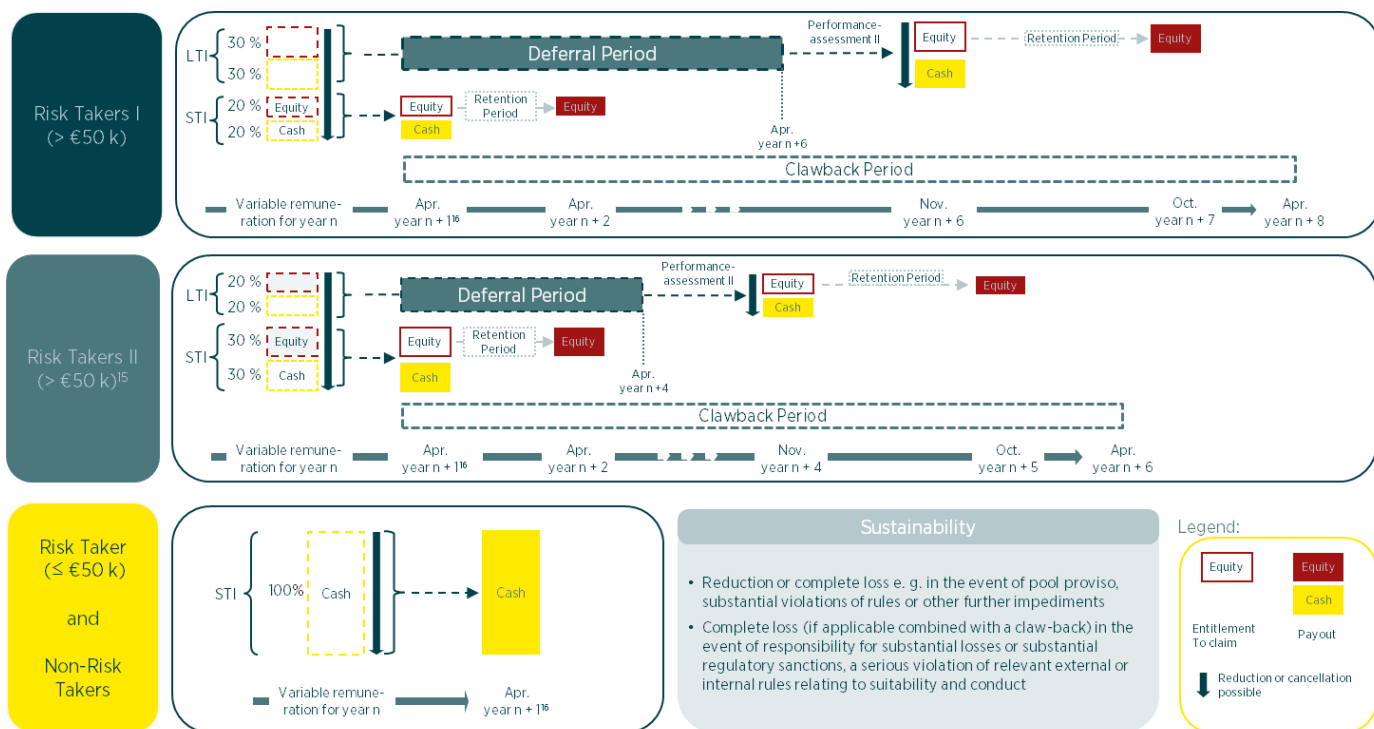 Risk Takers I
(> €50 k)
LTI
30 %
30 %
STI
20 %
20 %
Equity
Cash
Deferral Period
Performance-
assessment II
Equity
Cash
Retention Period
Equity
Equity
Cash
Retention
Period
Equity
Apr.
year n +6
Clawback Period
Variable remune-
ration for year n
Apr.
year n + 1¹⁶
Apr.
year n + 2
Nov.
year n + 6
Oct.
year n + 7
Apr.
year n + 8
Risk Takers II
(> €50 k)¹⁵
LTI
20 %
20 %
STI
30 %
30 %
Equity
Cash
Deferral Period
Performance-
assessment II
Equity
Cash
Retention Period
Equity
Equity
Cash
Retention
Period
Equity
Apr.
year n +4
Clawback Period
Variable remune-
ration for year n
Apr.
year n + 1¹⁶
Apr.
year n + 2
Nov.
year n + 4
Oct.
year n + 5
Apr.
year n + 6
Risk Taker
(≤ €50 k)
and
Non-Risk
Takers
STI
100%
Cash
Cash
Variable remune-
ration for year n
Apr.
year n + 1¹⁶
Sustainability
• Reduction or complete loss e. g. in the event of pool proviso,
substantial violations of rules or other further impediments
• Complete loss (if applicable combined with a claw-back) in the
event of responsibility for substantial losses or substantial
regulatory sanctions, a serious violation of relevant external or
internal rules relating to suitability and conduct
Legend:
Equity
Equity
Cash
Entitlement
To claim
Payout
Reduction or cancellation
possible